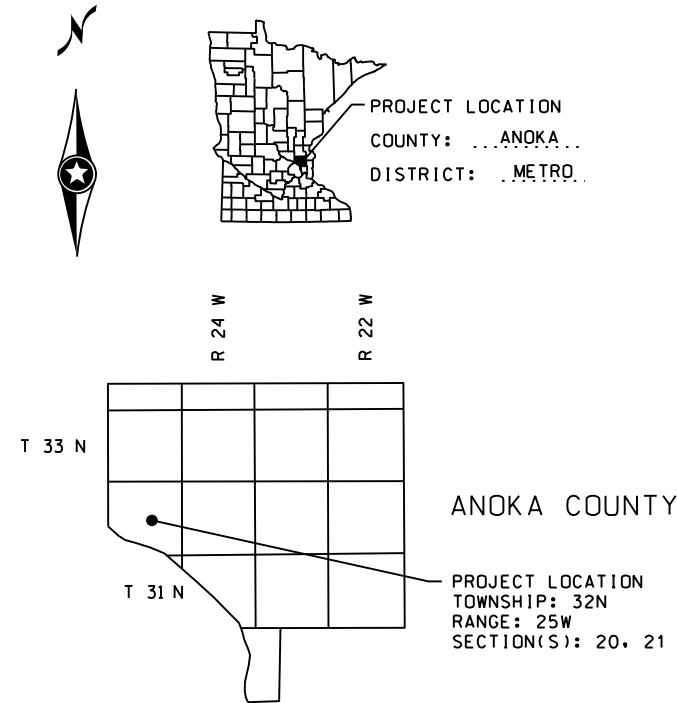 N
PROJECT LOCATION
COUNTY: ANOKA
DISTRICT: METRO
R 24 W
R 22 W
T 33 N
ANOKA COUNTY
T 31 N
PROJECT LOCATION
TOWNSHIP: 32N
RANGE: 25W
SECTION(S): 20, 21